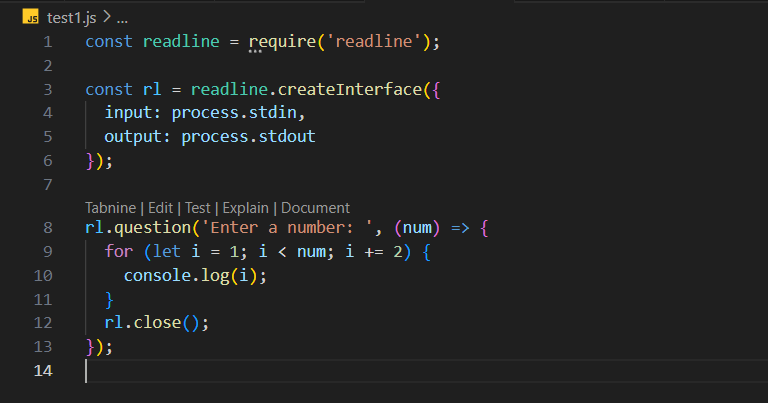 JS test1.js > ...
1 const readline = require('readline');
2
3 const rl = readline.createInterface({
4   input: process.stdin,
5   output: process.stdout
6 });
7
Tabnine | Edit | Test | Explain | Document
8 rl.question('Enter a number: ', (num) => {
9   for (let i = 1; i < num; i += 2) {
10     console.log(i);
11   }
12   rl.close();
13 });
14